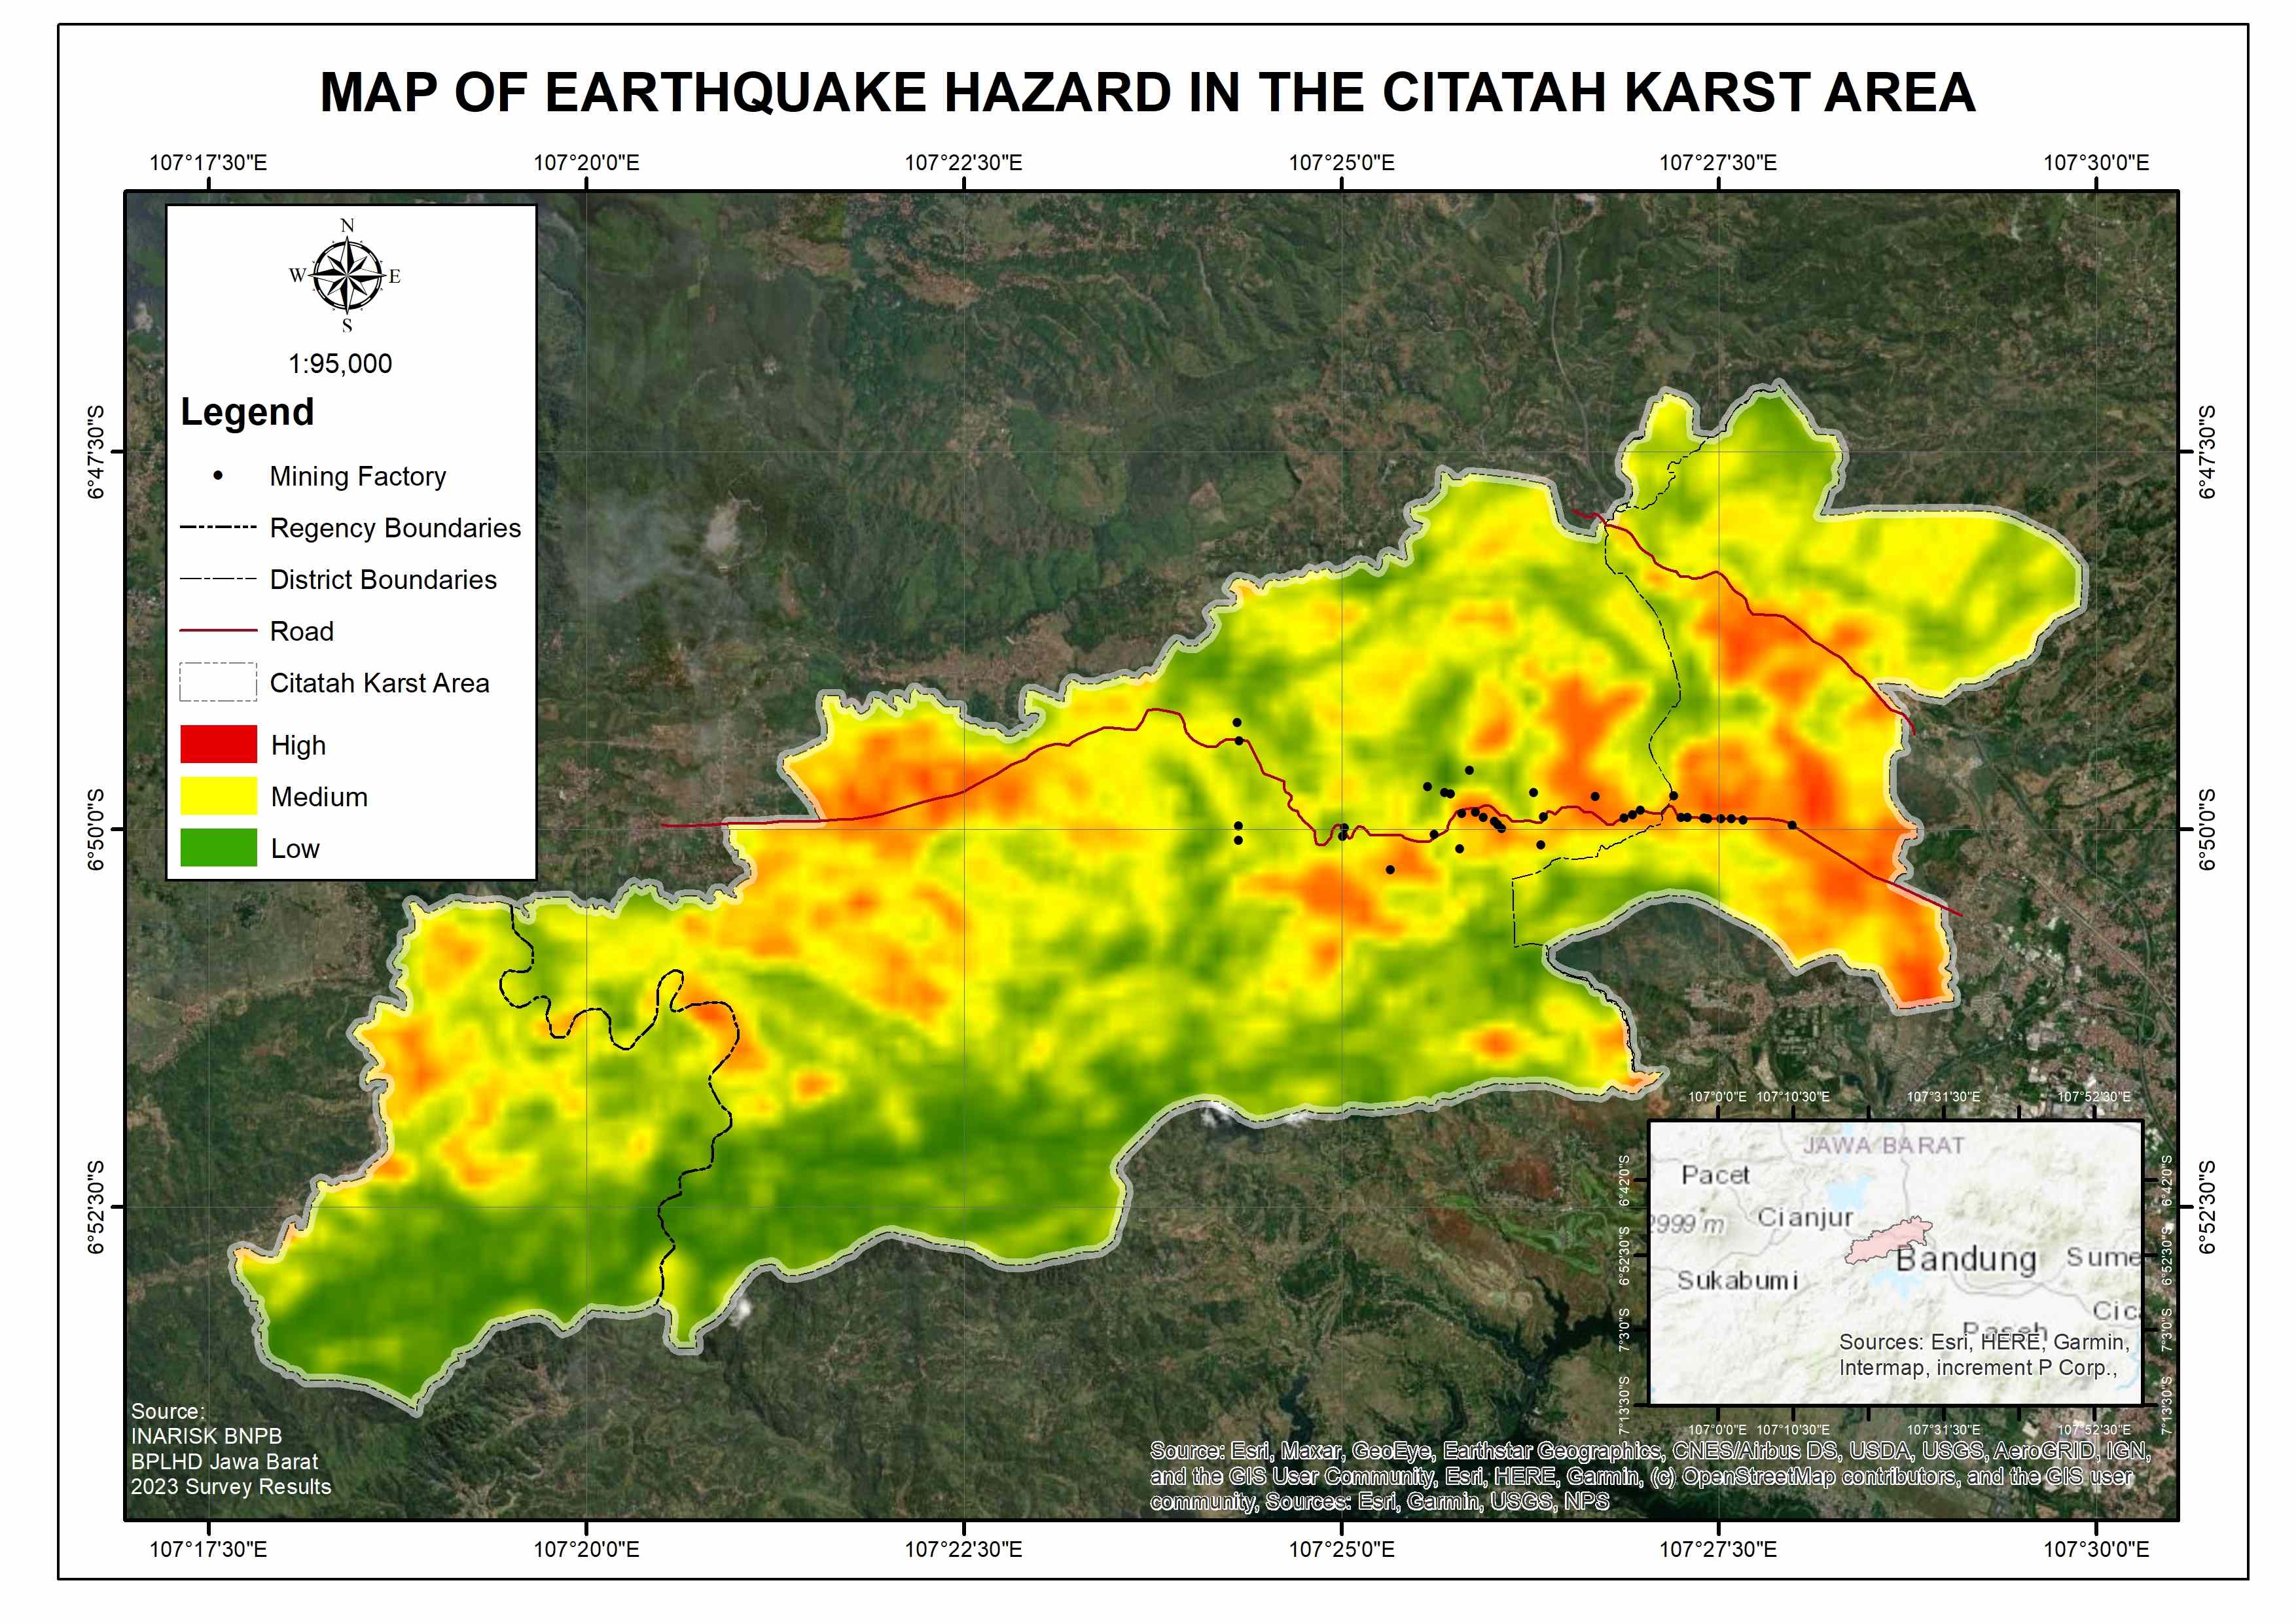 MAP OF EARTHQUAKE HAZARD IN THE CITATAH KARST AREA
107°17'30"E 107°20'0"E 107°22'30"E 107°25'0"E 107°27'30"E 107°30'0"E
N
W E
S
1:95,000
Legend
Mining Factory
Regency Boundaries
District Boundaries
Road
Citatah Karst Area
High
Medium
Low
6°47'30"S
6°50'0"S
6°52'30"S
6°47'30"S
6°50'0"S
6°52'30"S
107°0'0"E 107°10'30"E 107°31'30"E 107°52'30"E
6°42'0"S
6°52'30"S
7°3'0"S
7°13'30"S
JAWA BARAT
Pacet
2999 m Cianjur
Bandung Sume
Sukabumi
Cica
Paseh
Sources: Esri, HERE, Garmin,
Intermap, increment P Corp.,
6°42'0"S
6°52'30"S
7°3'0"S
7°13'30"S
107°0'0"E 107°10'30"E 107°31'30"E 107°52'30"E
Source:
INARISK BNPB
BPLHD Jawa Barat
2023 Survey Results
Source: Esri, Maxar, GeoEye, Earthstar Geographics, CNES/Airbus DS, USDA, USGS, AeroGRID, IGN,
and the GIS User Community, Esri, HERE, Garmin, (c) OpenStreetMap contributors, and the GIS user
community, Sources: Esri, Garmin, USGS, NPS
107°17'30"E 107°20'0"E 107°22'30"E 107°25'0"E 107°27'30"E 107°30'0"E